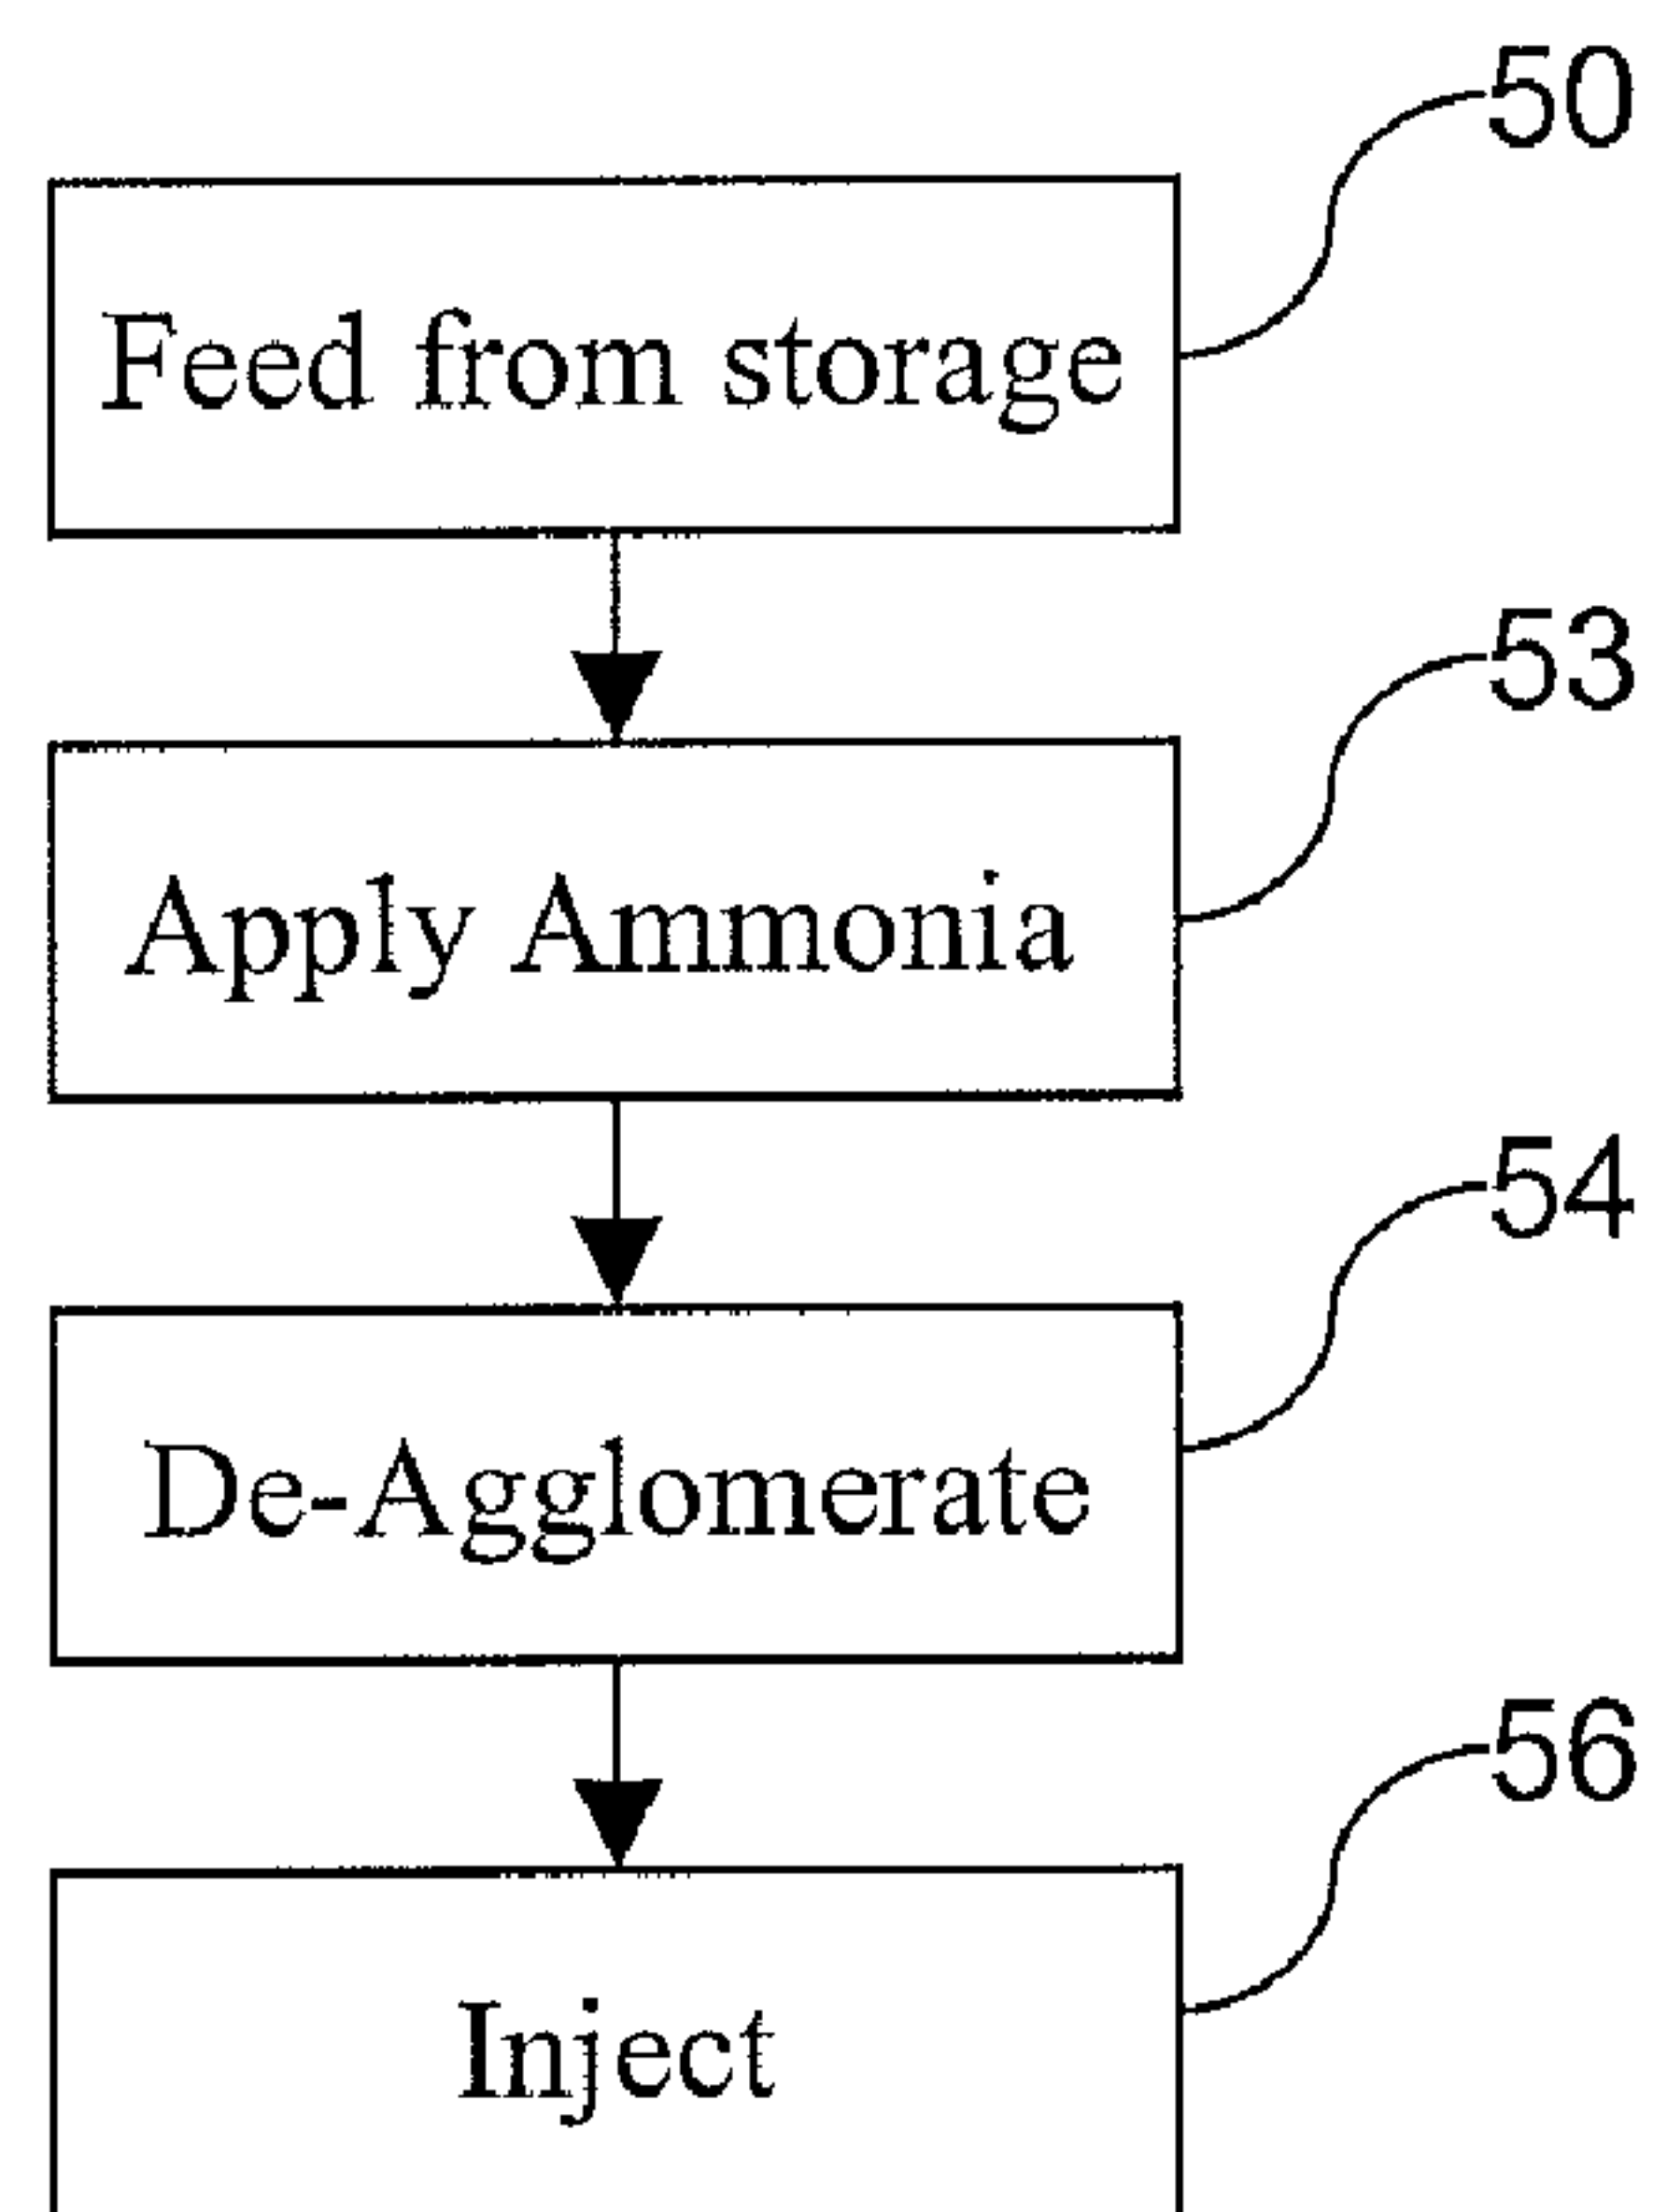 50
Feed from storage
53
Apply Ammonia
54
De-Agglomerate
56
Inject